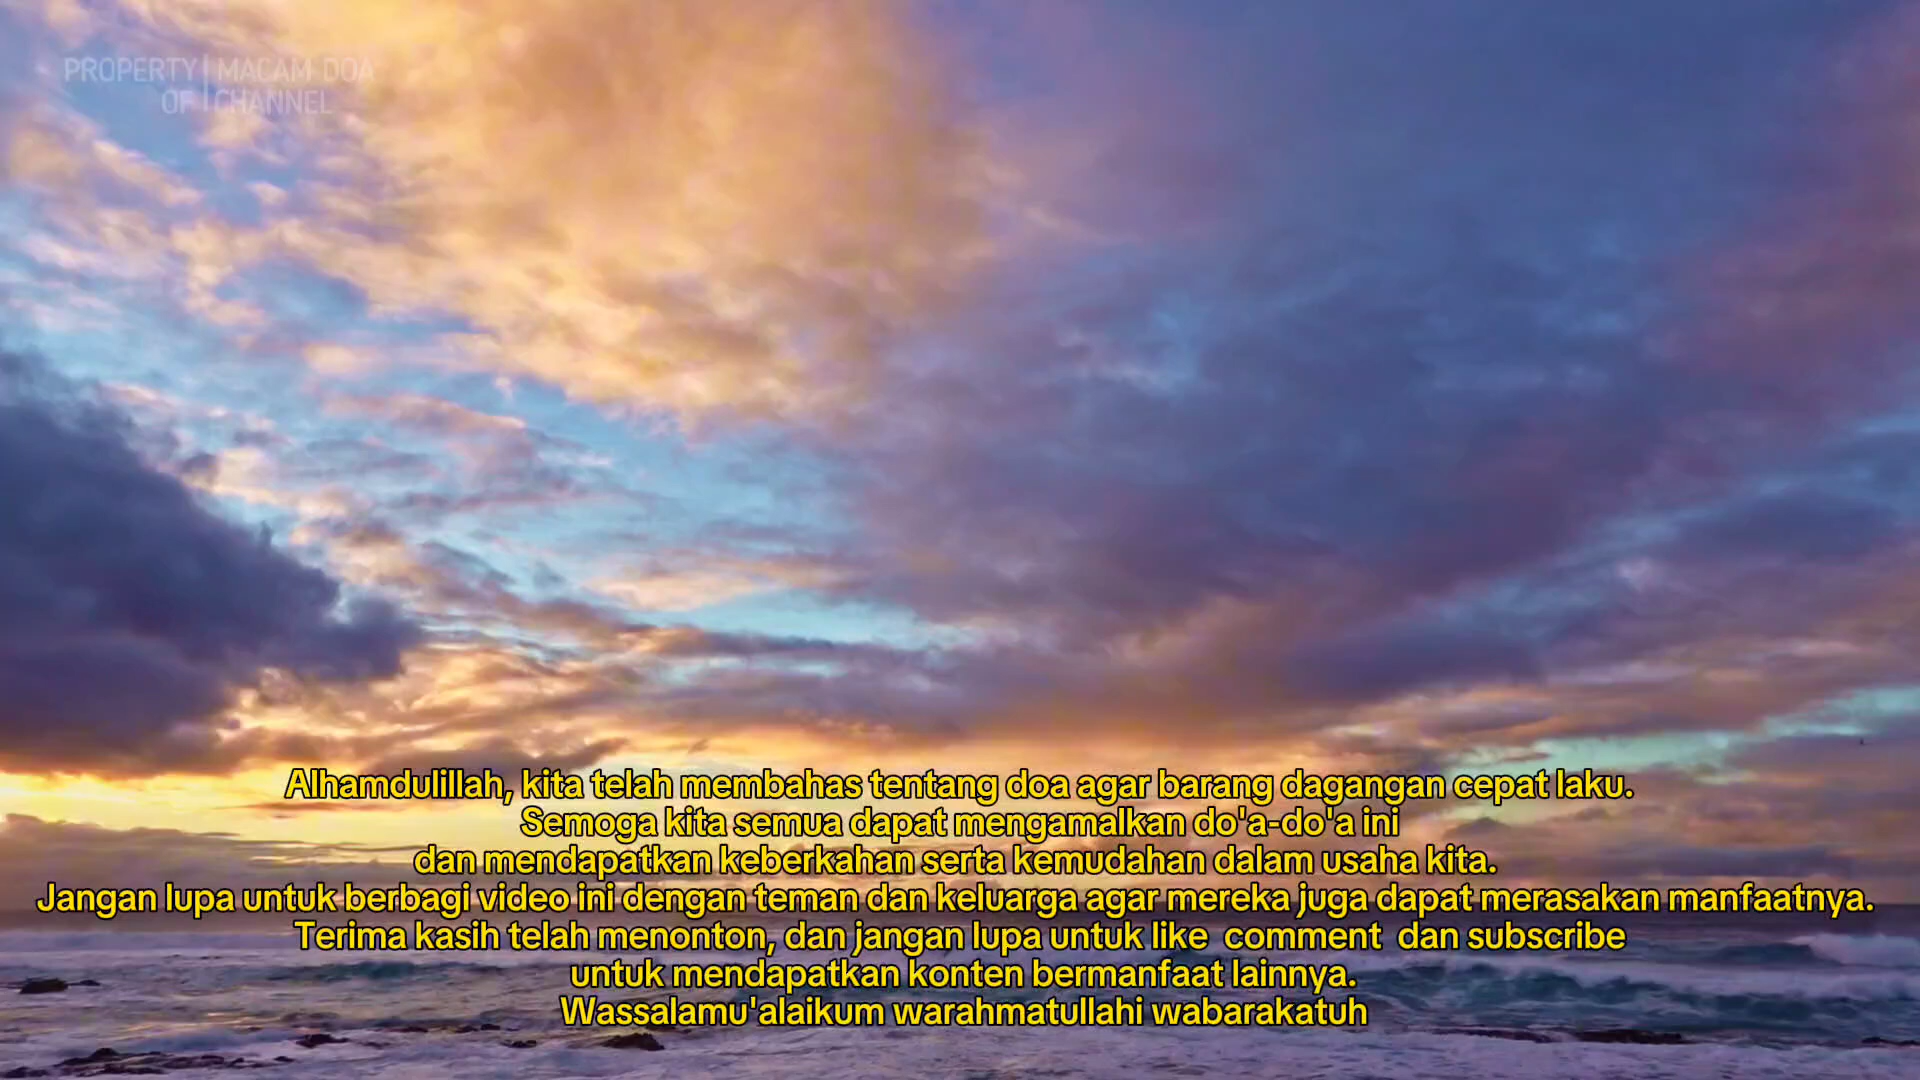 PROPERTY OF | MACAM DOA CHANNEL
Alhamdulillah, kita telah membahas tentang doa agar barang dagangan cepat laku.
Semoga kita semua dapat mengamalkan do'a-do'a ini
dan mendapatkan keberkahan serta kemudahan dalam usaha kita.
Jangan lupa untuk berbagi video ini dengan teman dan keluarga agar mereka juga dapat merasakan manfaatnya.
Terima kasih telah menonton, dan jangan lupa untuk like  comment  dan subscribe
untuk mendapatkan konten bermanfaat lainnya.
Wassalamu'alaikum warahmatullahi wabarakatuh